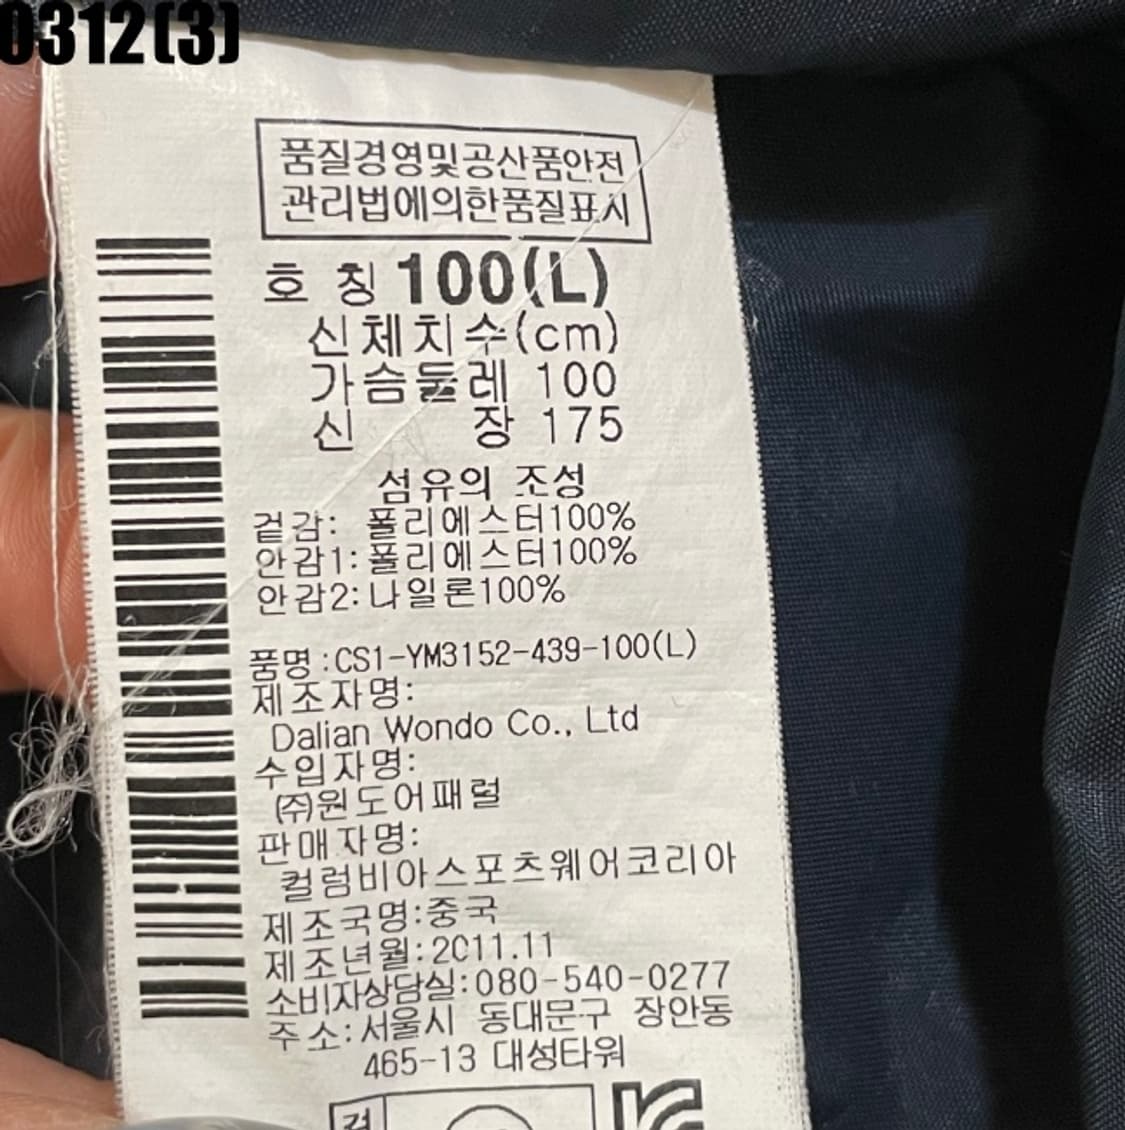 0312(3)
품질경영및공산품안전
관리법에의한품질표시
호 칭 100(L)
신체치수(cm)
가슴둘레 100
신 장 175
섬유의 조성
겉감: 폴리에스터100%
안감1:폴리에스터100%
안감2:나일론100%
품명:CS1-YM3152-439-100(L)
제조자명:
Dalian Wondo Co., Ltd
수입자명:
㈜원도어패럴
판매자명:
컬럼비아스포츠웨어코리아
제조국명:중국
제조년월:2011.11
소비자상담실:080-540-0277
주소:서울시 동대문구 장안동
465-13 대성타워